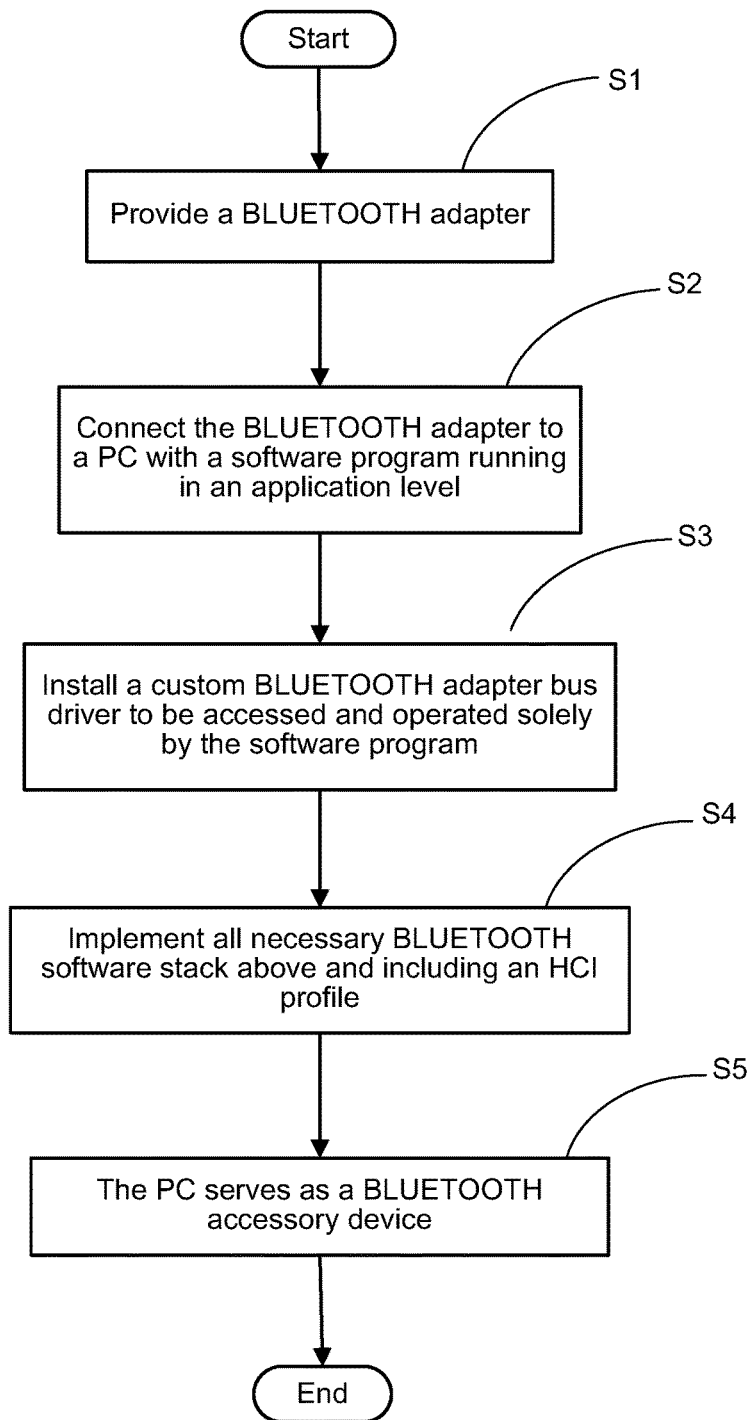 Start
S1
Provide a BLUETOOTH adapter
S2
Connect the BLUETOOTH adapter to
a PC with a software program running
in an application level
S3
Install a custom BLUETOOTH adapter bus
driver to be accessed and operated solely
by the software program
S4
Implement all necessary BLUETOOTH
software stack above and including an HCI
profile
S5
The PC serves as a BLUETOOTH
accessory device
End